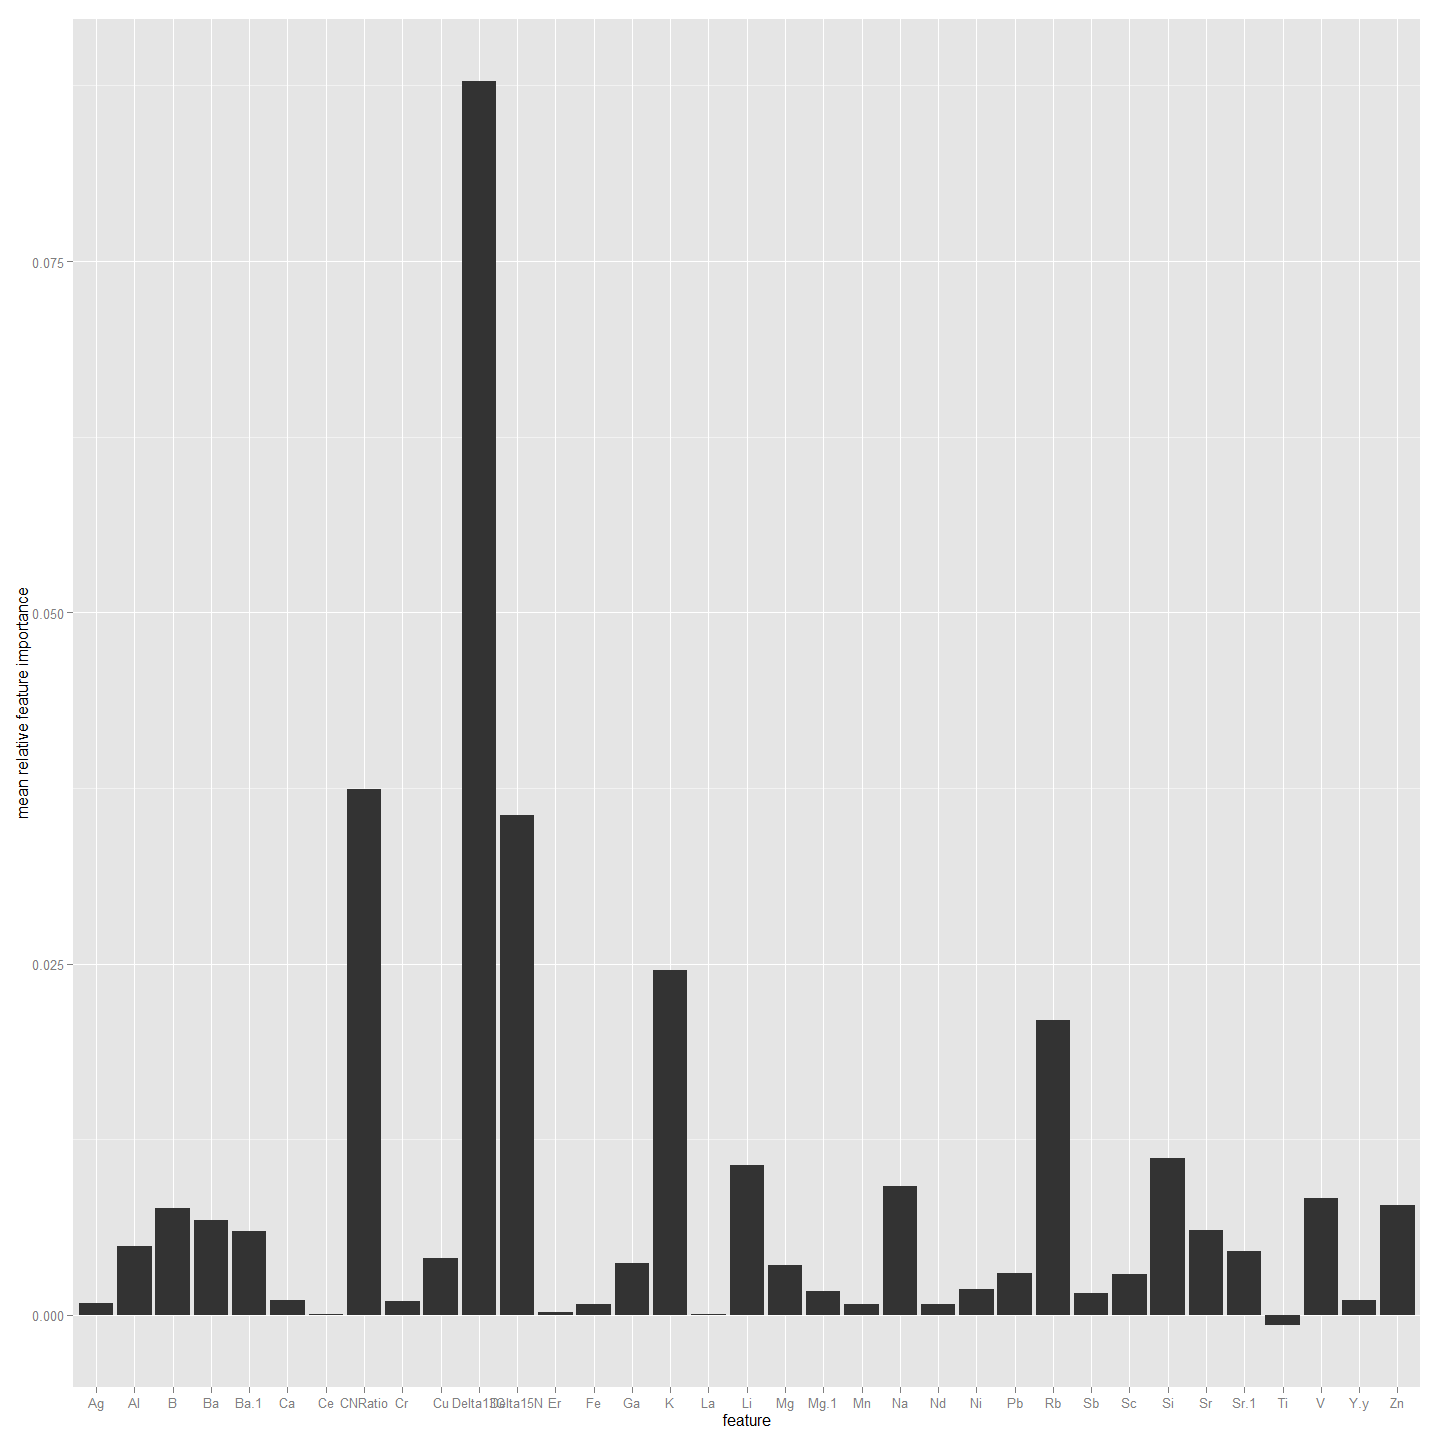 mean relative feature importance
0.075
0.050
0.025
0.000
Ag Al B Ba Ba.1 Ca Ce CNRatio Cr Cu Delta13C Delta15N Er Fe Ga K La Li Mg Mg.1 Mn Na Nd Ni Pb Rb Sb Sc Si Sr Sr.1 Ti V Y.y Zn
feature